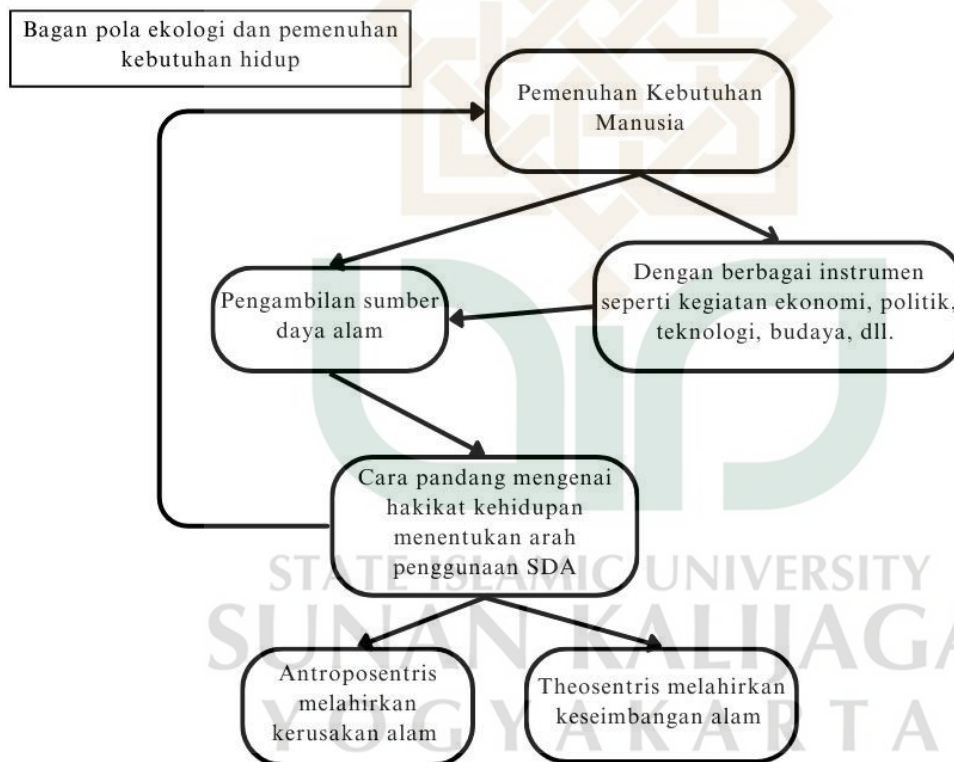 Bagan pola ekologi dan pemenuhan
kebutuhan hidup
Pemenuhan Kebutuhan
Manusia
Dengan berbagai instrumen
seperti kegiatan ekonomi, politik,
teknologi, budaya, dll.
Pengambilan sumber
daya alam
Cara pandang mengenai
hakikat kehidupan
menentukan arah
penggunaan SDA
Antroposentris
melahirkan
kerusakan alam
Theosentris melahirkan
keseimbangan alam
STATE ISLAMIC UNIVERSITY
SUNAN KALIJAGA
YOGYAKARTA